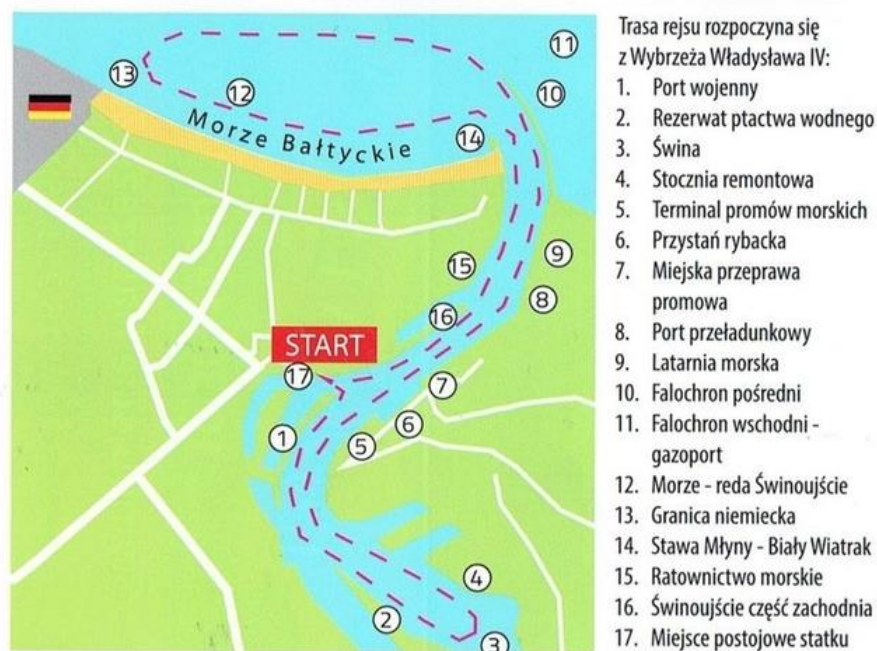 Trasa rejsu rozpoczyna się
z Wybrzeża Władysława IV:
1. Port wojenny
2. Rezerwat ptactwa wodnego
3. Świna
4. Stocznia remontowa
5. Terminal promów morskich
6. Przystań rybacka
7. Miejska przeprawa
promowa
8. Port przeładunkowy
9. Latarnia morska
10. Falochron pośredni
11. Falochron wschodni -
gazoport
12. Morze - reda Świnoujście
13. Granica niemiecka
14. Stawa Młyny - Biały Wiatrak
15. Ratownictwo morskie
16. Świnoujście część zachodnia
17. Miejsce postojowe statku
11
13
12
10
Morze Bałtyckie
14
9
15
8
16
START
17
7
6
1
5
4
2
3